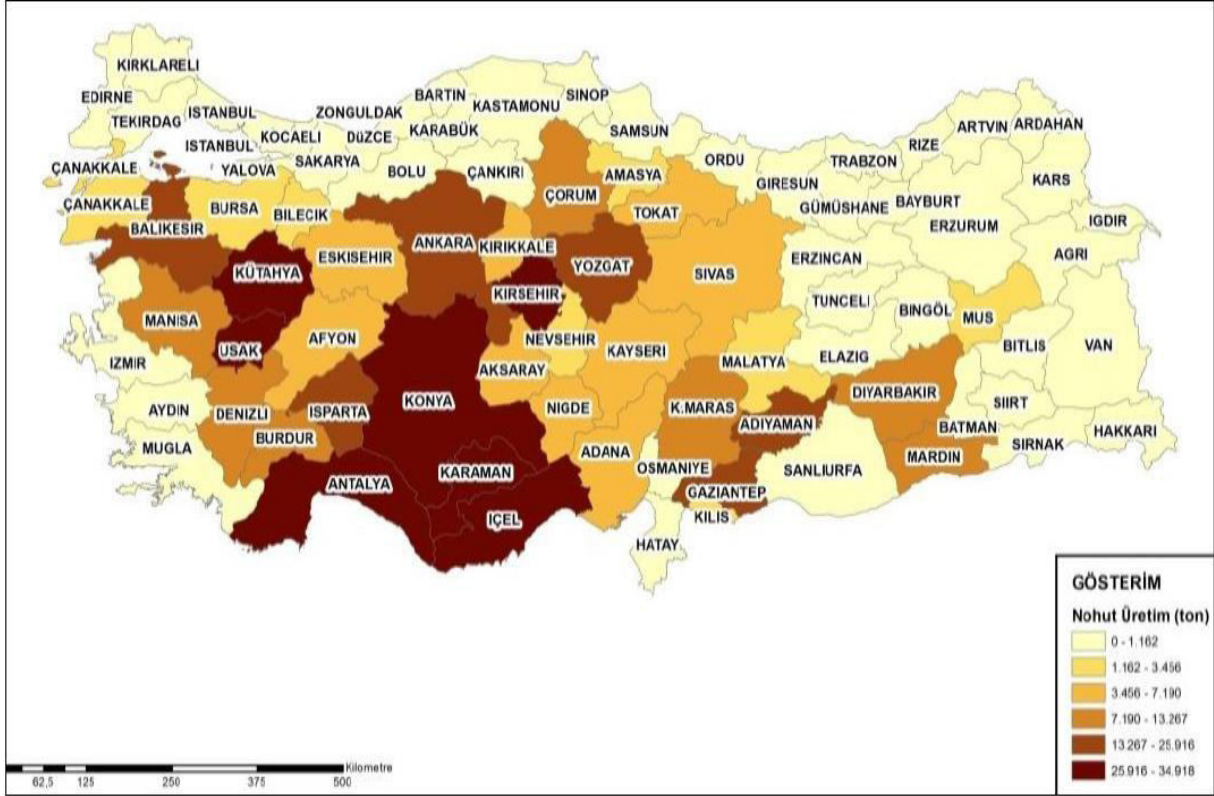 KIRKLARELI
EDIRNE
TEKIRDAG
ISTANBUL
ISTANBUL
KOCAELI
YALOVA
SAKARYA
ZONGULDAK
DüZCE
BARTIN
KARABÜK
KASTAMONU
SINOP
BOLU
ÇANKIRI
SAMSUN
ORDU
GIRESUN
TRABZON
RIZE
ARTVIN
ARDAHAN
KARS
IGDIR
GÜMÜSHANE
BAYBURT
ERZURUM
AGRI
ÇANAKKALE
ÇANAKKALE
BALIKESIR
BURSA
BILECIK
ESKISEHIR
ANKARA
KIRIKKALE
ÇORUM
AMASYA
TOKAT
YOZGAT
SIVAS
ERZINCAN
TUNCELI
BINGÖL
MUS
BITLIS
VAN
KÜTAHYA
KIRSEHIR
MANISA
USAK
AFYON
NEVSEHIR
KAYSERI
MALATYA
ELAZIG
IZMIR
AKSARAY
DIYARBAKIR
SIIRT
AYDIN
DENIZLI
ISPARTA
KONYA
NIGDE
K.MARAS
ADIYAMAN
BATMAN
SIRNAK
HAKKARI
MUGLA
BURDUR
ADANA
OSMANIYE
SANLIURFA
MARDIN
ANTALYA
KARAMAN
GAZIANTEP
IÇEL
KILIS
HATAY
GÖSTERİM
Nohut Üretim (ton)
0 - 1.162
1.162 - 3.456
3.456 - 7.190
7.190 - 13.267
13.267 - 25.916
25.916 - 34.918
Kilometre
62,5 125 250 375 500